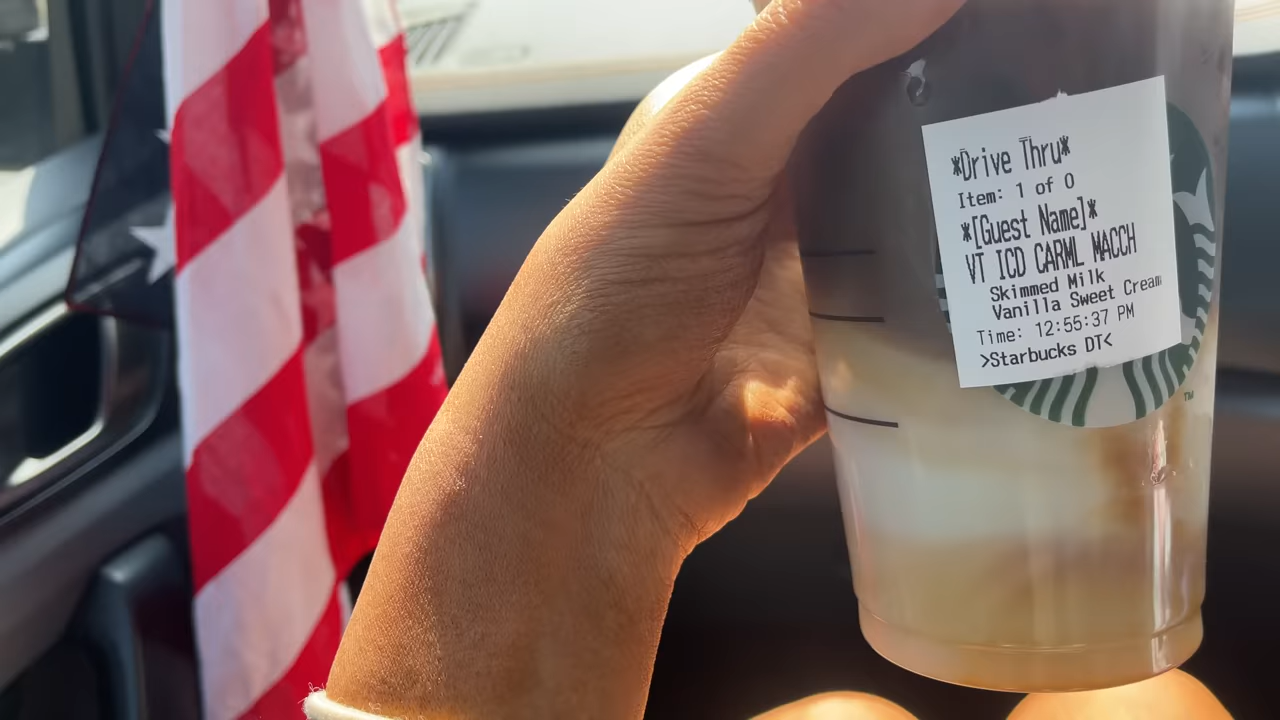 *Drive Thru*
Item: 1 of 0
*[Guest Name]*
VT ICD CARML MACCH
Skimmed Milk
Vanilla Sweet Cream
Time: 12:55:37 PM
>Starbucks DT<
TM